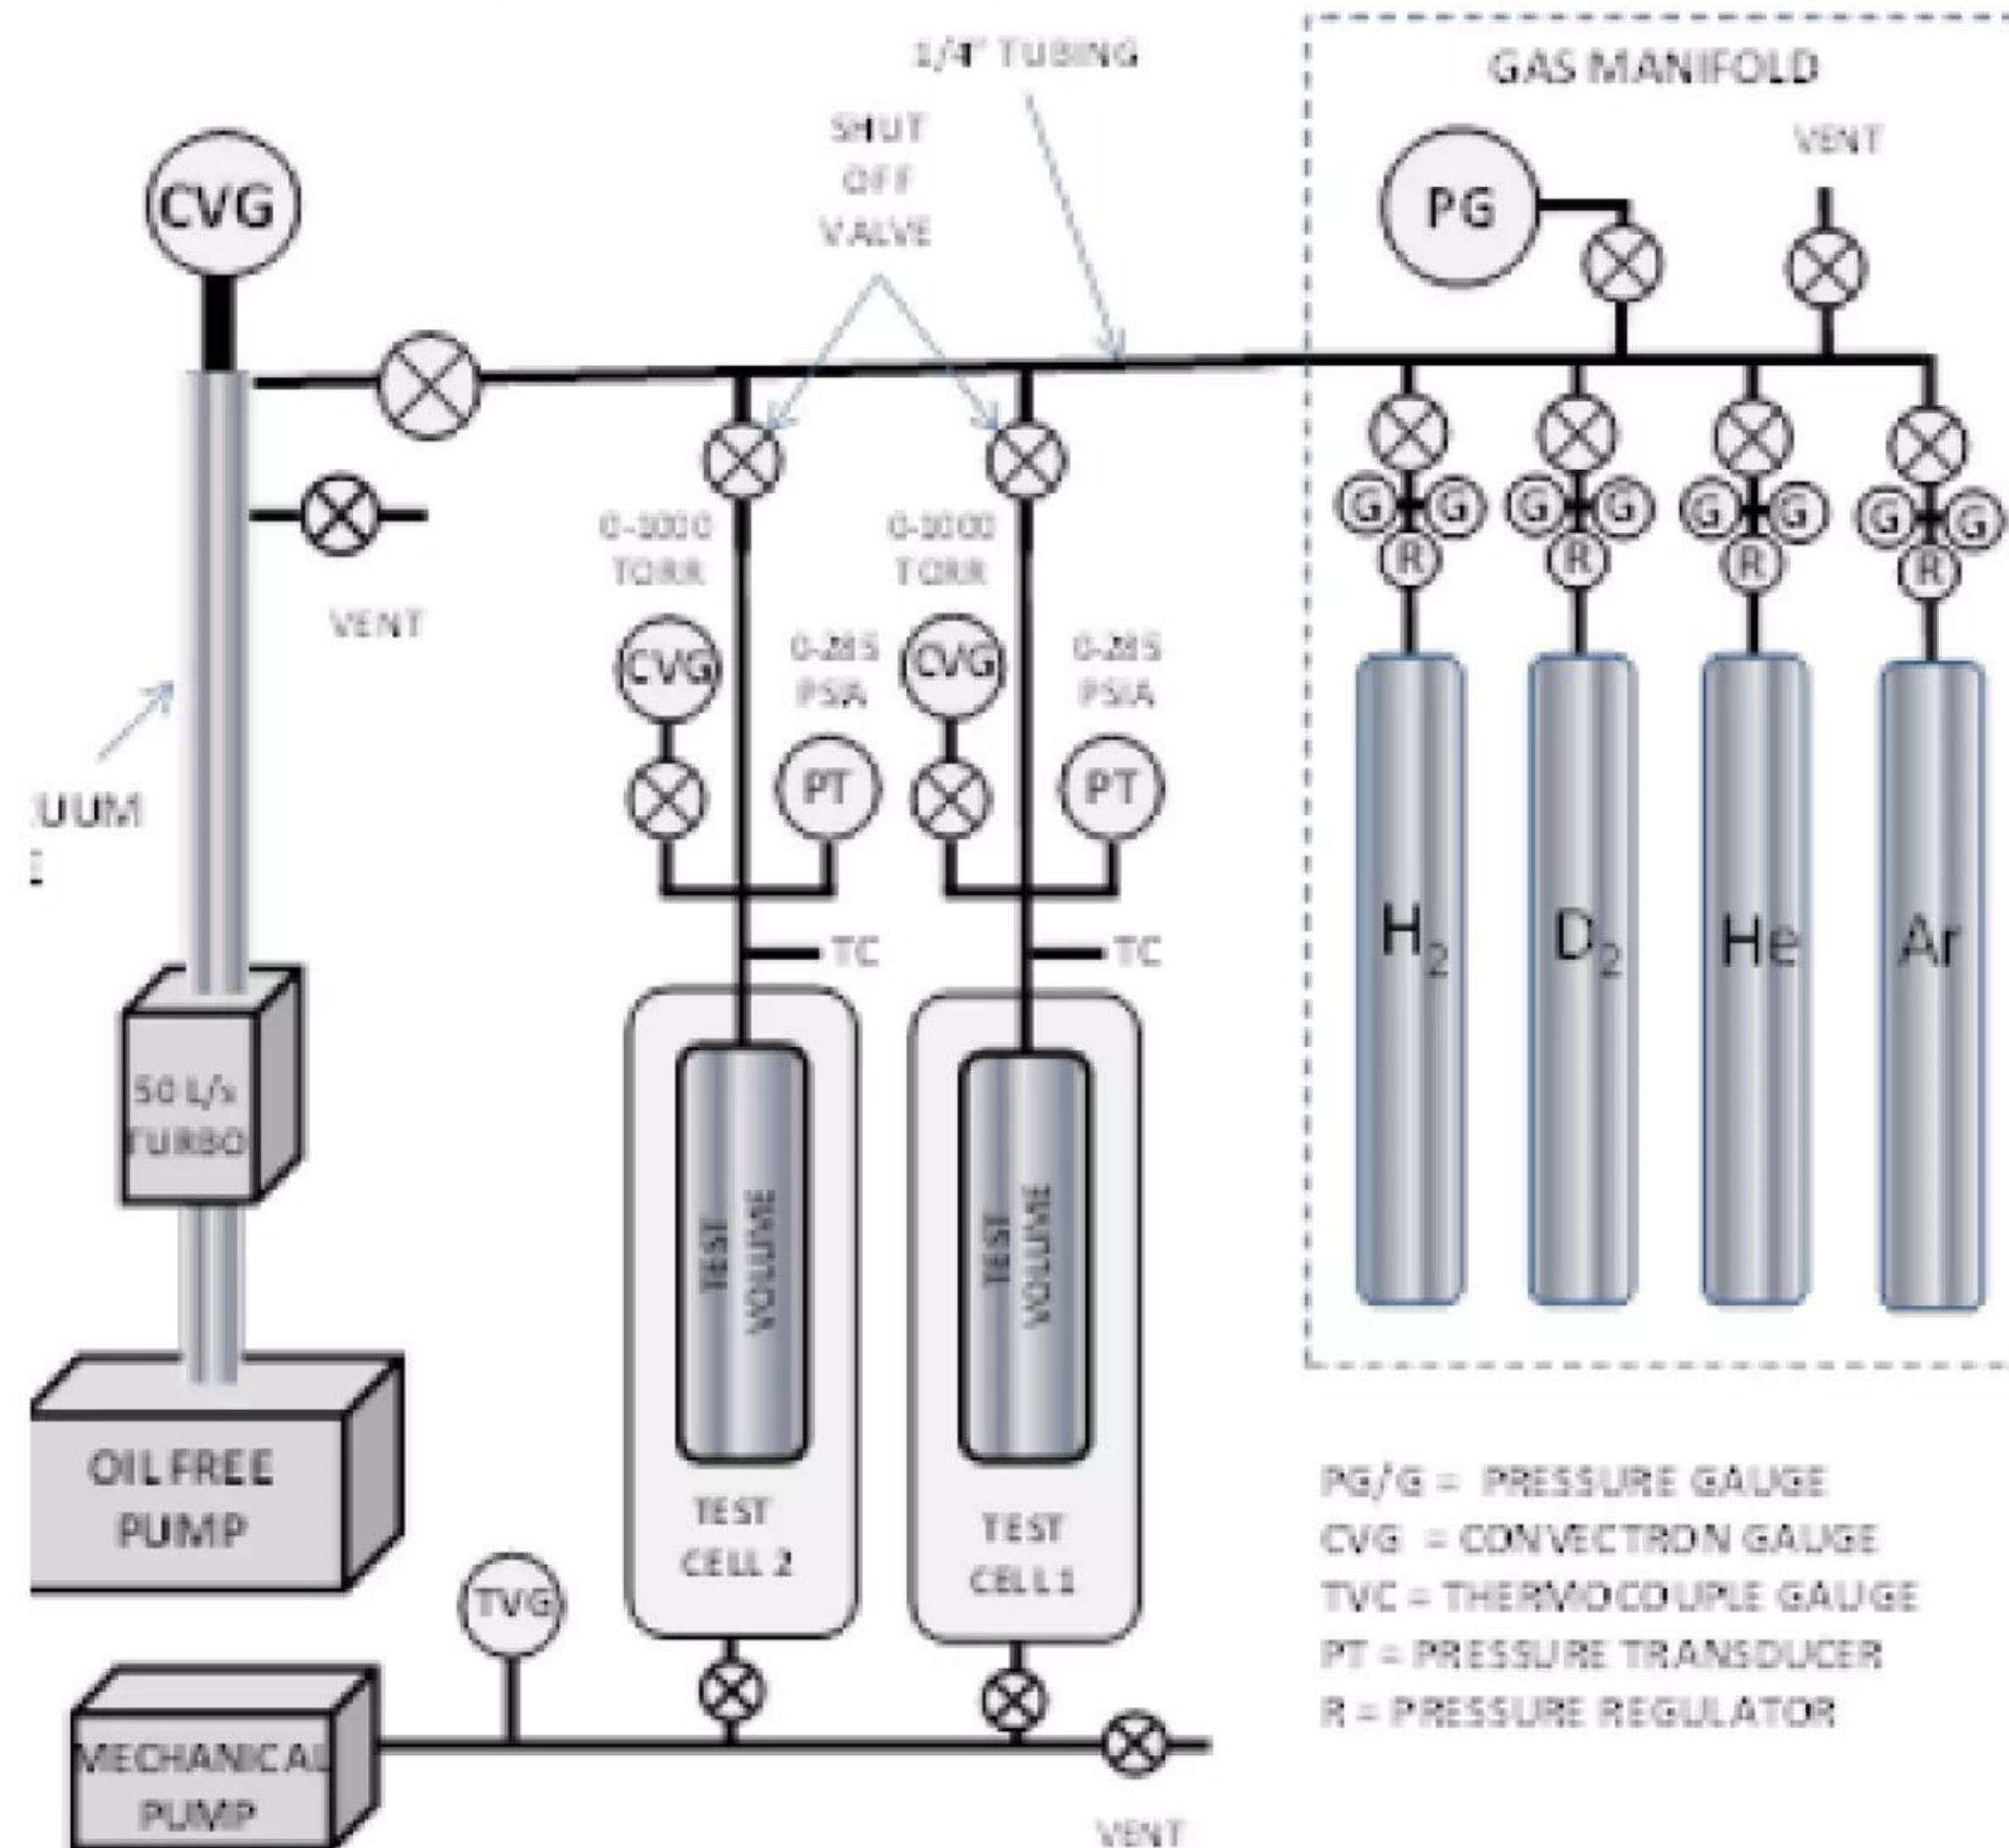 1/4" TUBING
GAS MANIFOLD
SHUT
OFF
VALVE
VENT
CVG
PG
0-1000
TORR
0-1000
TORR
G G
G G
G G
G G
R
R
R
R
VENT
CVG
0-285
PSIA
CVG
0-285
PSIA
PT
PT
UUM
H₂
D₂
He
Ar
TC
TC
50 L/s
TURBO
TEST
VOLUME
TEST
VOLUME
OIL FREE
PUMP
TEST
CELL 2
TEST
CELL 1
TVG
MECHANICAL
PUMP
VENT
PG/G = PRESSURE GAUGE
CVG = CONVECTRON GAUGE
TVC = THERMOCOUPLE GAUGE
PT = PRESSURE TRANSDUCER
R = PRESSURE REGULATOR